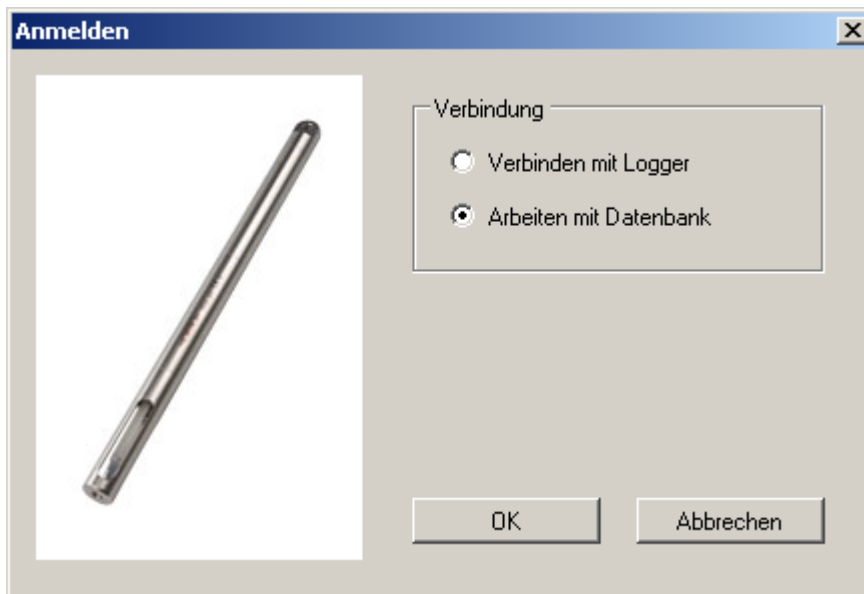 Anmelden
Verbindung
Verbinden mit Logger
Arbeiten mit Datenbank
OK
Abbrechen